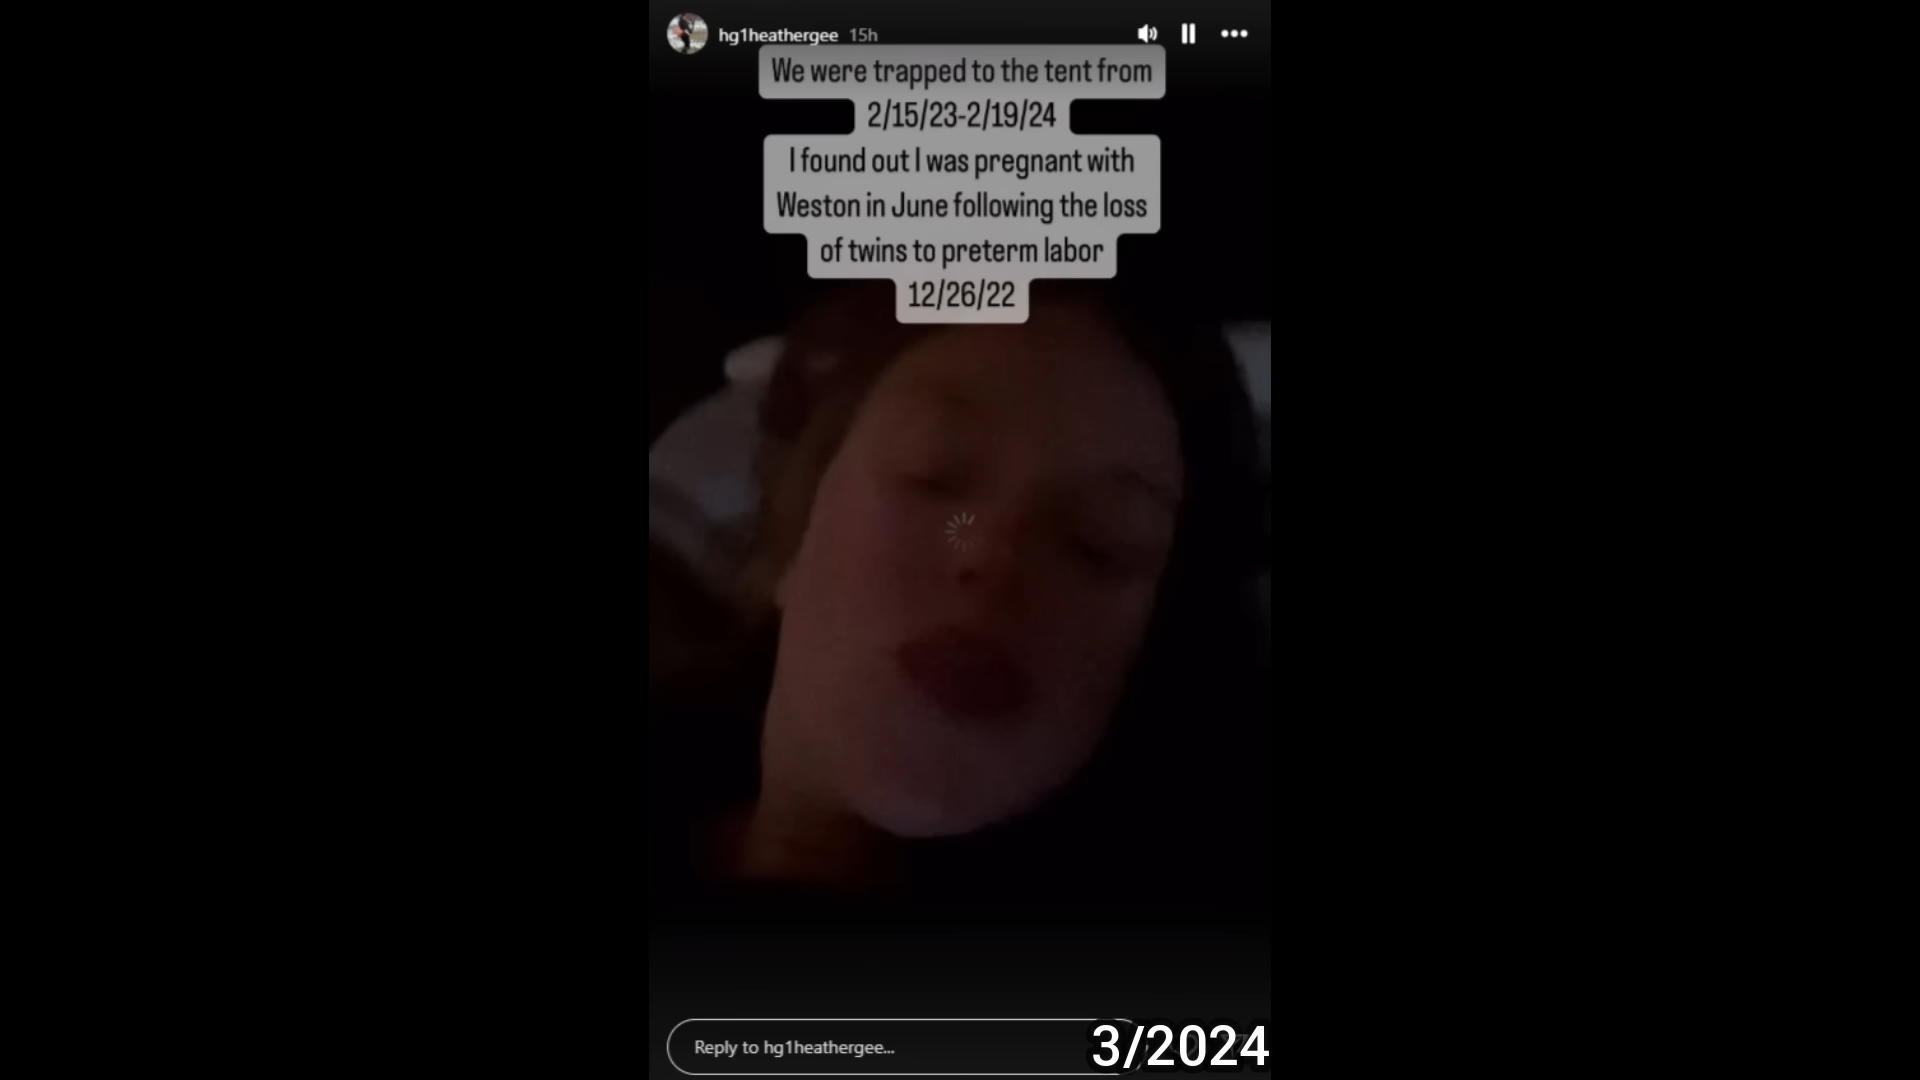 hg1heathergee 15h
We were trapped to the tent from
2/15/23-2/19/24
I found out I was pregnant with
Weston in June following the loss
of twins to preterm labor
12/26/22
Reply to hg1heathergee...
3/2024